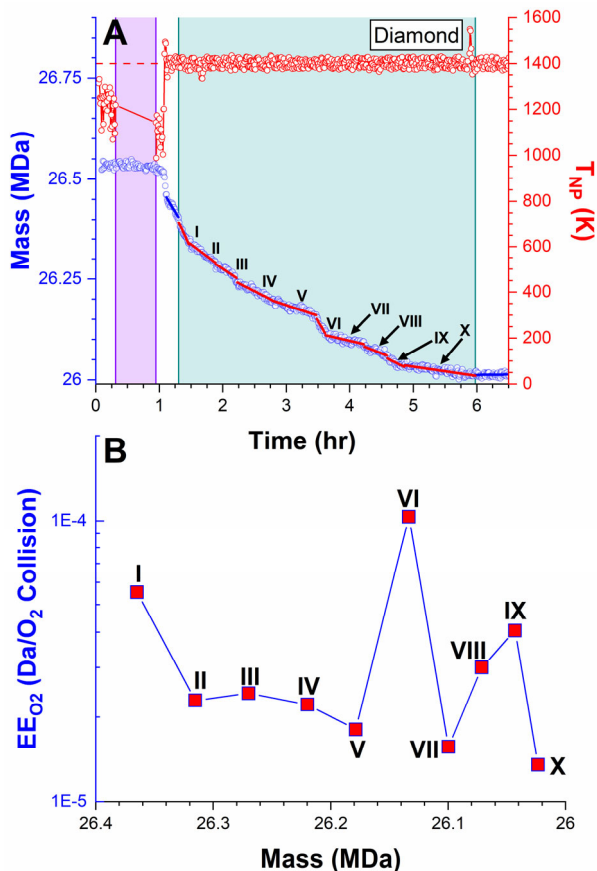 A
Diamond
Mass (MDa)
26.75
26.5
26.25
26
1600
1400
1200
1000
800
600
400
200
0
T_NP (K)
I
II
III
IV
V
VI
VII
VIII
IX
X
0
1
2
3
4
5
6
Time (hr)
B
EE_O2 (Da/O2 Collision)
1E-4
1E-5
I
II
III
IV
V
VI
VII
VIII
IX
X
26.4
26.3
26.2
26.1
26
Mass (MDa)